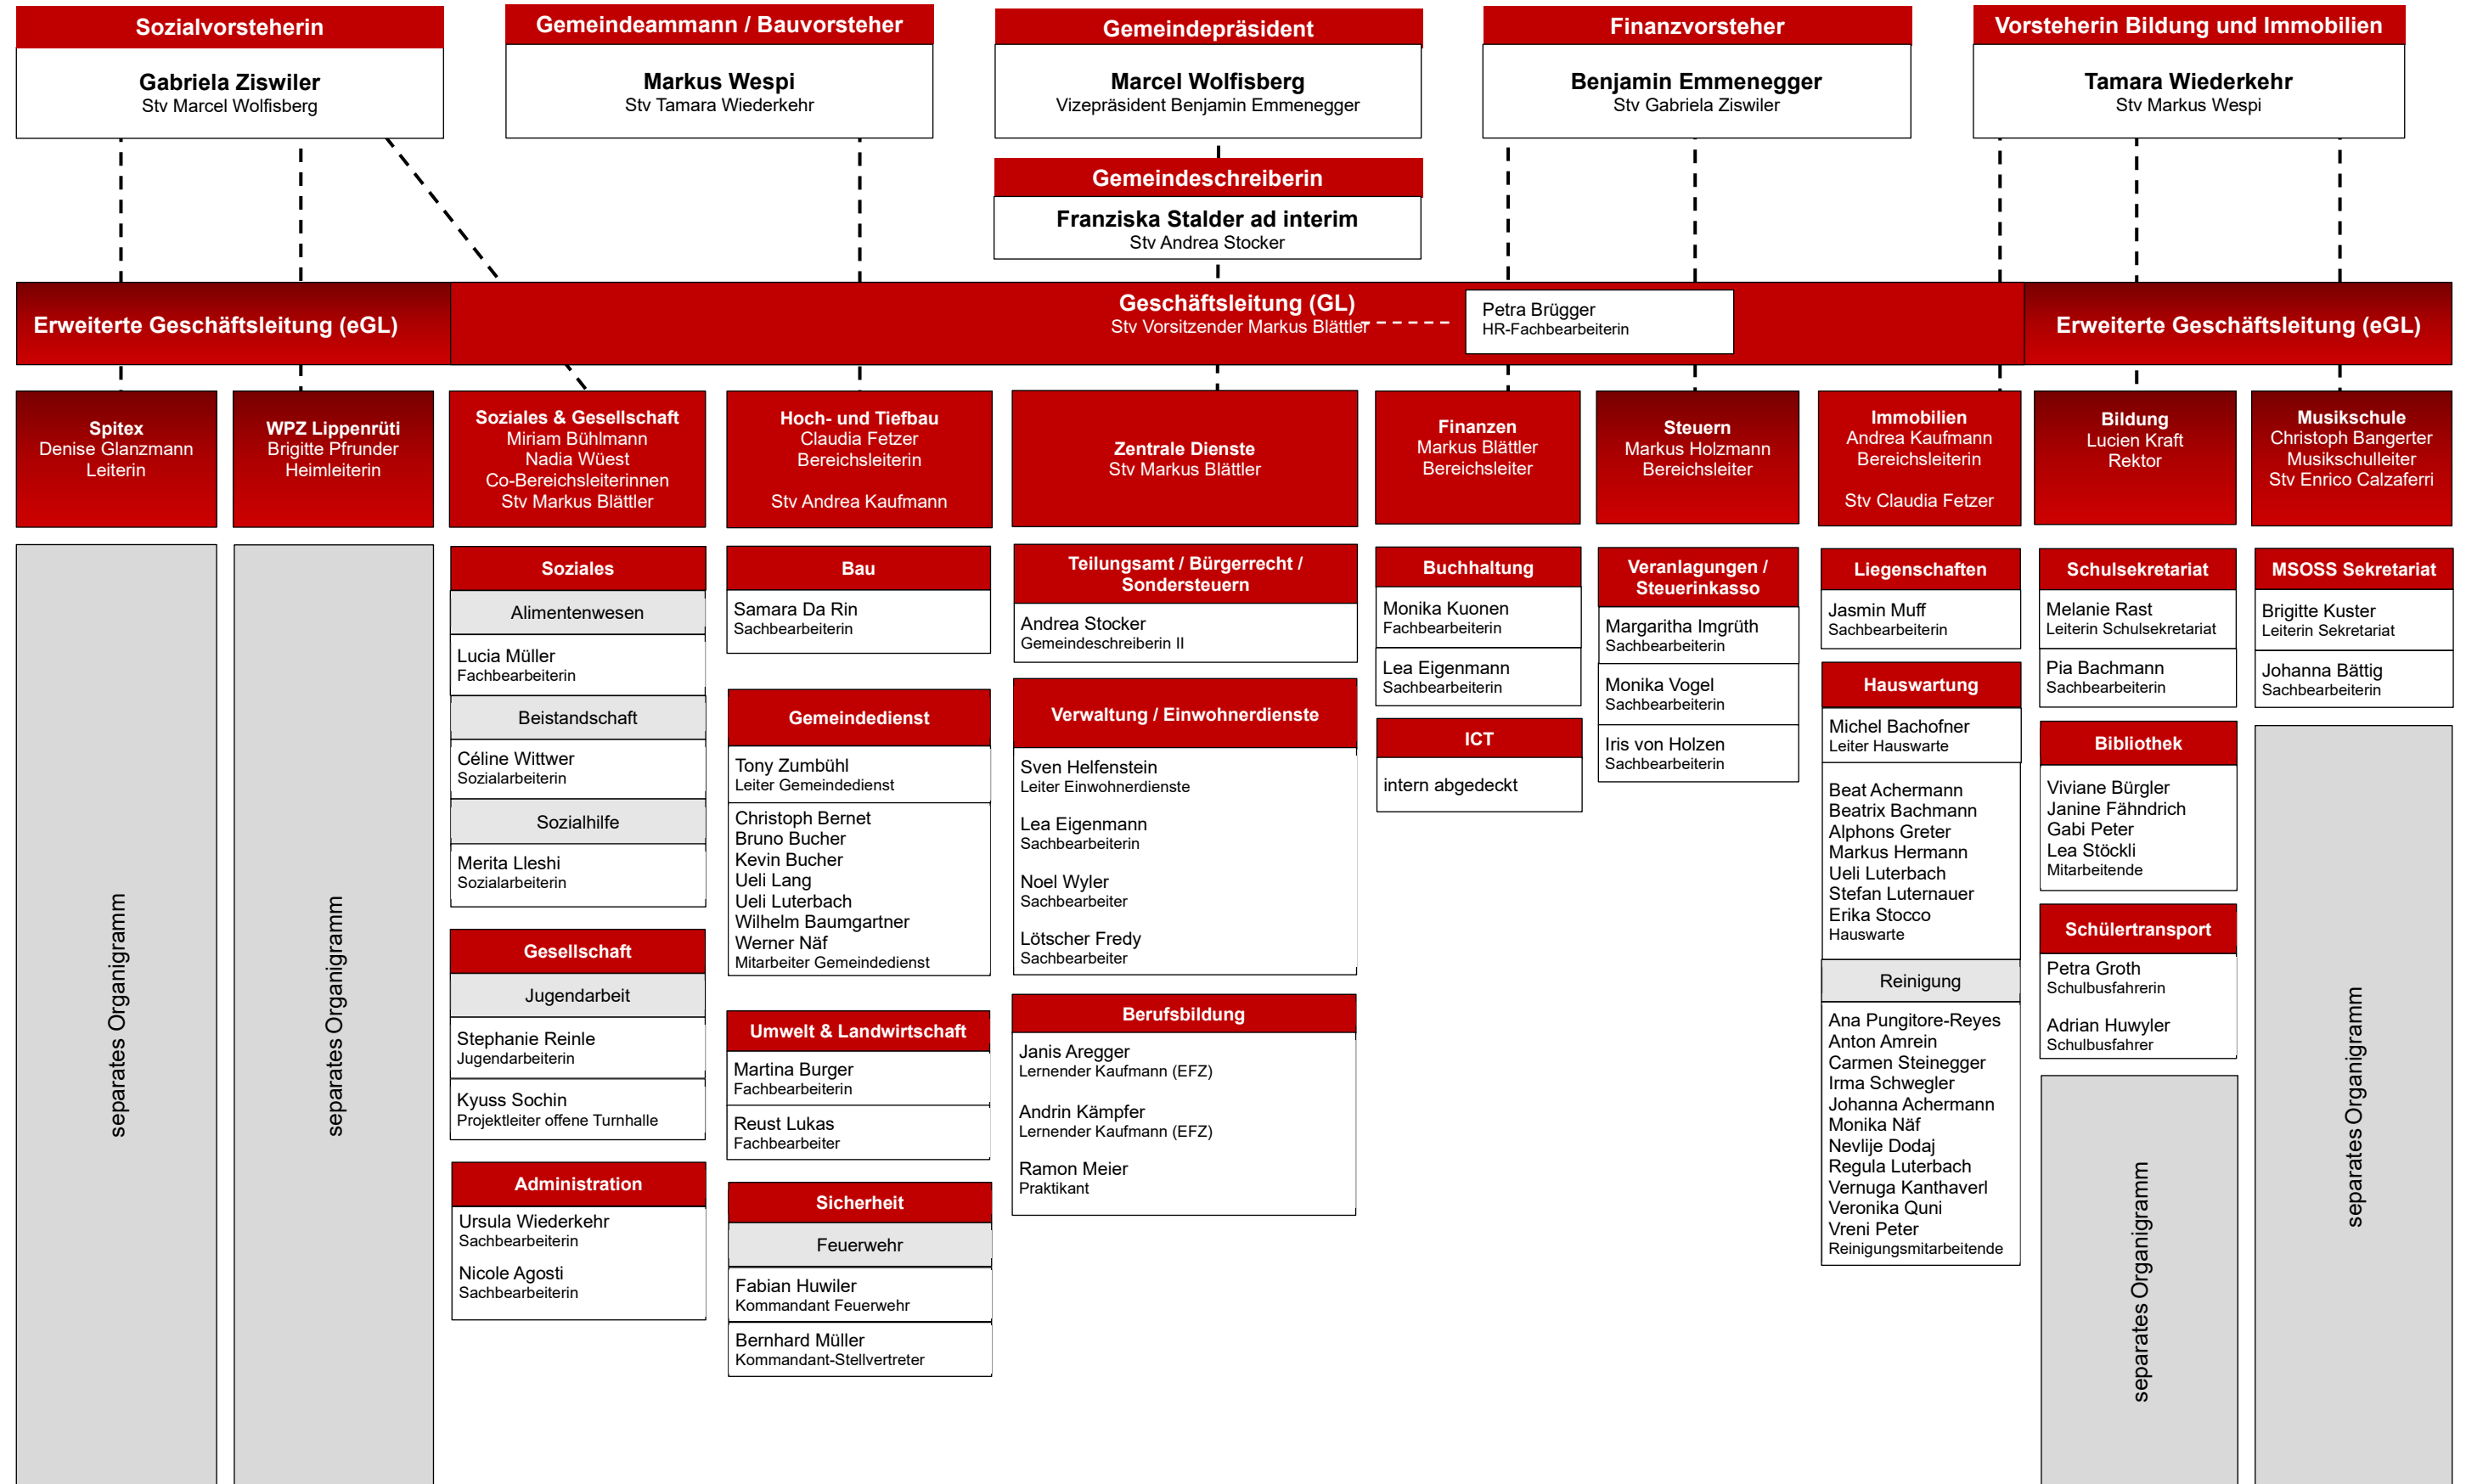 Sozialvorsteherin
Gabriela Ziswiler
Stv Marcel Wolfisberg
Gemeindeammann / Bauvorsteher
Markus Wespi
Stv Tamara Wiederkehr
Gemeindepräsident
Marcel Wolfisberg
Vizepräsident Benjamin Emmenegger
Finanzvorsteher
Benjamin Emmenegger
Stv Gabriela Ziswiler
Vorsteherin Bildung und Immobilien
Tamara Wiederkehr
Stv Markus Wespi
Gemeindeschreiberin
Franziska Stalder ad interim
Stv Andrea Stocker
Erweiterte Geschäftsleitung (eGL)
Geschäftsleitung (GL)
Stv Vorsitzender Markus Blättler
Petra Brügger
HR-Fachbearbeiterin
Erweiterte Geschäftsleitung (eGL)
Spitex
Denise Glanzmann
Leiterin
WPZ Lippenrüti
Brigitte Pfrunder
Heimleiterin
Soziales & Gesellschaft
Miriam Bühlmann
Nadia Wüest
Co-Bereichsleiterinnen
Stv Markus Blättler
Hoch- und Tiefbau
Claudia Fetzer
Bereichsleiterin
Stv Andrea Kaufmann
Zentrale Dienste
Stv Markus Blättler
Finanzen
Markus Blättler
Bereichsleiter
Steuern
Markus Holzmann
Bereichsleiter
Immobilien
Andrea Kaufmann
Bereichsleiterin
Stv Claudia Fetzer
Bildung
Lucien Kraft
Rektor
Musikschule
Christoph Bangerter
Musikschulleiter
Stv Enrico Calzaferri
separates Organigramm
separates Organigramm
Soziales
Alimentenwesen
Lucia Müller
Fachbearbeiterin
Beistandschaft
Céline Wittwer
Sozialarbeiterin
Sozialhilfe
Merita Lleshi
Sozialarbeiterin
Gesellschaft
Jugendarbeit
Stephanie Reinle
Jugendarbeiterin
Kyuss Sochin
Projektleiter offene Turnhalle
Administration
Ursula Wiederkehr
Sachbearbeiterin
Nicole Agosti
Sachbearbeiterin
Bau
Samara Da Rin
Sachbearbeiterin
Gemeindedienst
Tony Zumbühl
Leiter Gemeindedienst
Christoph Bernet
Bruno Bucher
Kevin Bucher
Ueli Lang
Ueli Luterbach
Wilhelm Baumgartner
Werner Näf
Mitarbeiter Gemeindedienst
Umwelt & Landwirtschaft
Martina Burger
Fachbearbeiterin
Reust Lukas
Fachbearbeiter
Sicherheit
Feuerwehr
Fabian Huwiler
Kommandant Feuerwehr
Bernhard Müller
Kommandant-Stellvertreter
Teilungsamt / Bürgerrecht /
Sondersteuern
Andrea Stocker
Gemeindeschreiberin II
Verwaltung / Einwohnerdienste
Sven Helfenstein
Leiter Einwohnerdienste
Lea Eigenmann
Sachbearbeiterin
Noel Wyler
Sachbearbeiter
Lötscher Fredy
Sachbearbeiter
Berufsbildung
Janis Aregger
Lernender Kaufmann (EFZ)
Andrin Kämpfer
Lernender Kaufmann (EFZ)
Ramon Meier
Praktikant
Buchhaltung
Monika Kuonen
Fachbearbeiterin
Lea Eigenmann
Sachbearbeiterin
ICT
intern abgedeckt
Veranlagungen /
Steuerinkasso
Margaritha Imgrüth
Sachbearbeiterin
Monika Vogel
Sachbearbeiterin
Iris von Holzen
Sachbearbeiterin
Liegenschaften
Jasmin Muff
Sachbearbeiterin
Hauswartung
Michel Bachofner
Leiter Hauswarte
Beat Achermann
Beatrix Bachmann
Alphons Greter
Markus Hermann
Ueli Luterbach
Stefan Luternauer
Erika Stocco
Hauswarte
Reinigung
Ana Pungitore-Reyes
Anton Amrein
Carmen Steinegger
Irma Schwegler
Johanna Achermann
Monika Näf
Nevlije Dodaj
Regula Luterbach
Vernuga Kanthaverl
Veronika Quni
Vreni Peter
Reinigungsmitarbeitende
Schulsekretariat
Melanie Rast
Leiterin Schulsekretariat
Pia Bachmann
Sachbearbeiterin
Bibliothek
Viviane Bürgler
Janine Fähndrich
Gabi Peter
Lea Stöckli
Mitarbeitende
Schülertransport
Petra Groth
Schulbusfahrerin
Adrian Huwyler
Schulbusfahrer
separates Organigramm
MSOSS Sekretariat
Brigitte Kuster
Leiterin Sekretariat
Johanna Bättig
Sachbearbeiterin
separates Organigramm